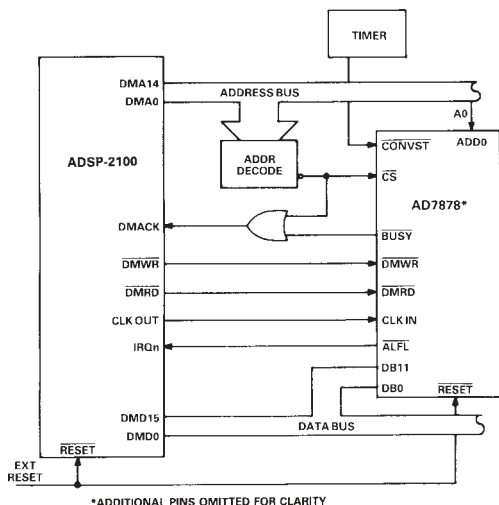 TIMER
DMA14
DMA0
ADDRESS BUS
A0
ADD0
ADSP-2100
ADDR
DECODE
CONVST
CS
AD7878*
DMACK
BUSY
DMWR
DMWR
DMRD
DMRD
CLK OUT
CLK IN
IRQn
ALFL
DB11
DB0
DMD15
DMD0
RESET
DATA BUS
RESET
EXT
RESET
*ADDITIONAL PINS OMITTED FOR CLARITY